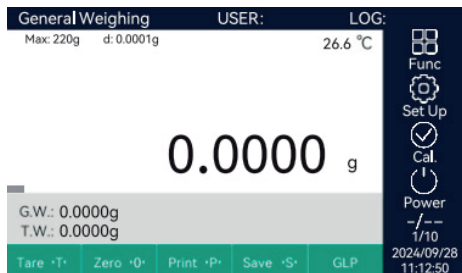 General Weighing USER: LOG:
Max: 220g d: 0.0001g 26.6 ℃
Func
Set Up
Cal.
0.0000 g
Power
G.W.: 0.0000g
T.W.: 0.0000g
-/--
1/10
Tare ·T· Zero ·0· Print ·P· Save ·S· GLP
2024/09/28
11:12:50